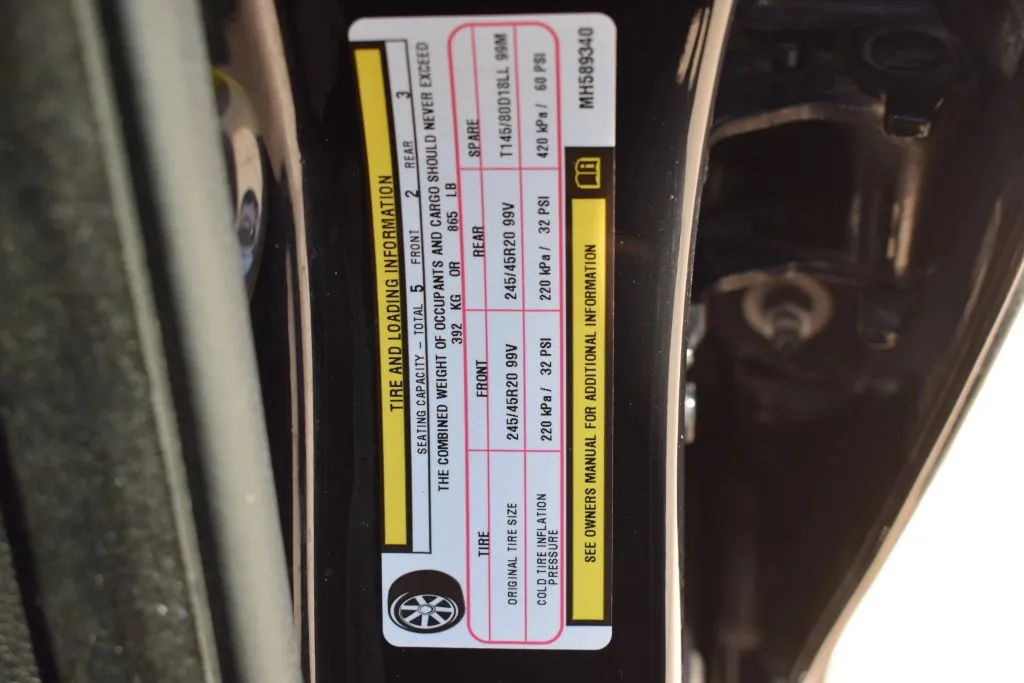 TIRE AND LOADING INFORMATION
SEATING CAPACITY – TOTAL 5 FRONT 2 REAR 3
THE COMBINED WEIGHT OF OCCUPANTS AND CARGO SHOULD NEVER EXCEED
392 KG OR 865 LB
TIRE FRONT REAR SPARE
ORIGINAL TIRE SIZE 245/45R20 99V 245/45R20 99V T145/80D18LL 99M
COLD TIRE INFLATION PRESSURE 220 kPa / 32 PSI 220 kPa / 32 PSI 420 kPa / 60 PSI
SEE OWNERS MANUAL FOR ADDITIONAL INFORMATION
MH589340